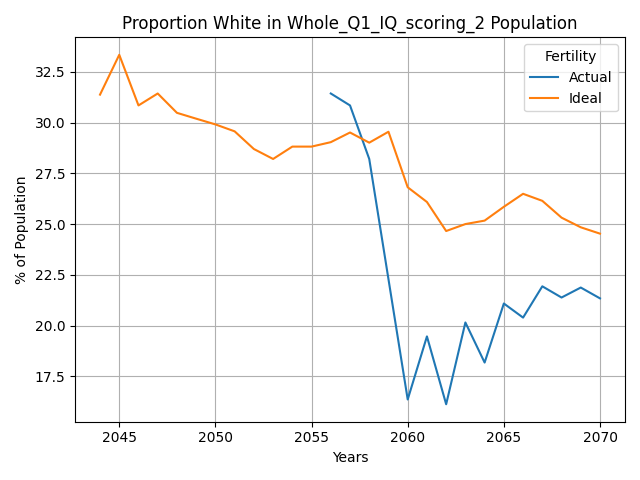 Proportion White in Whole_Q1_IQ_scoring_2 Population
Fertility
Actual
Ideal
% of Population
32.5
30.0
27.5
25.0
22.5
20.0
17.5
2045 2050 2055 2060 2065 2070
Years